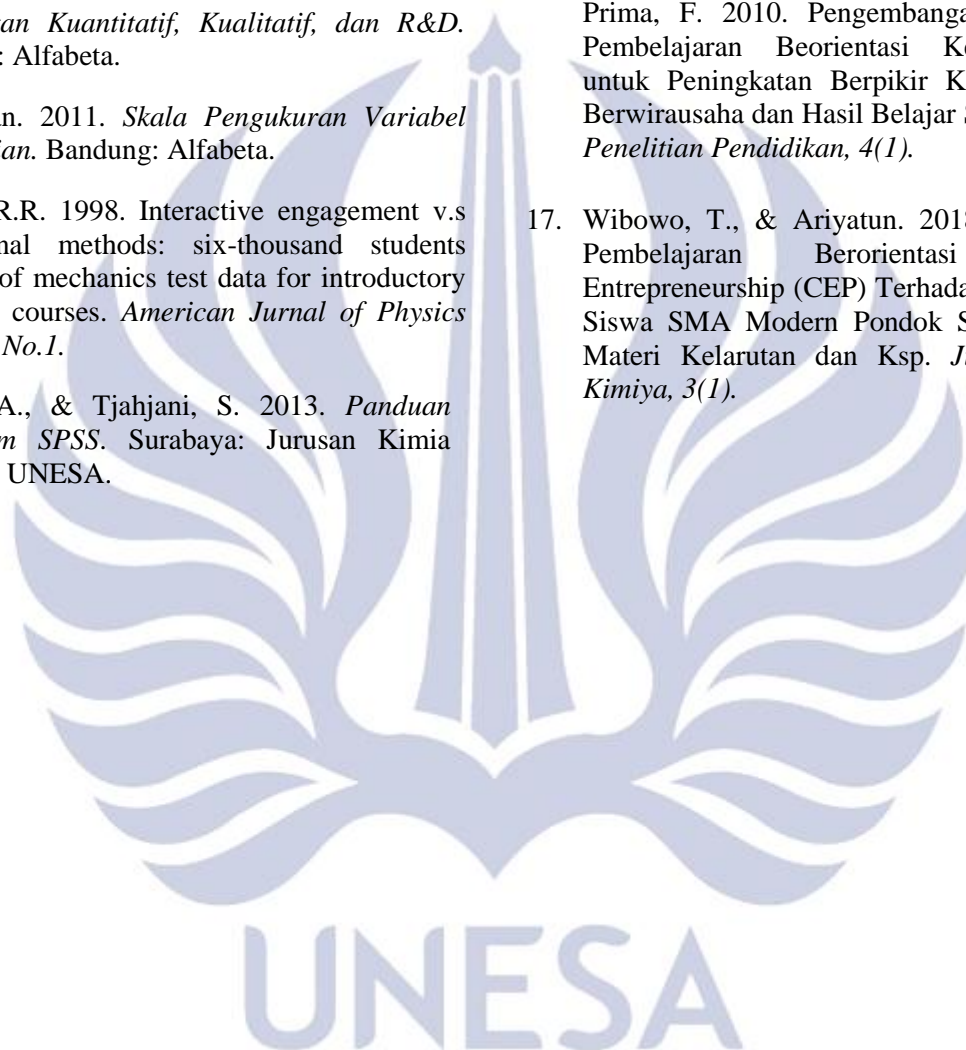 an Kuantitatif, Kualitatif, dan R&D.
: Alfabeta.
n. 2011. Skala Pengukuran Variabel
an. Bandung: Alfabeta.
R.R. 1998. Interactive engagement v.s
nal methods: six-thousand students
of mechanics test data for introductory
courses. American Jurnal of Physics
No.1.
A., & Tjahjani, S. 2013. Panduan
m SPSS. Surabaya: Jurusan Kimia
UNESA.
Prima, F. 2010. Pengembanga
Pembelajaran Beorientasi Ke
untuk Peningkatan Berpikir K
Berwirausaha dan Hasil Belajar S
Penelitian Pendidikan, 4(1).
17. Wibowo, T., & Ariyatun. 2018
Pembelajaran Berorientasi
Entrepreneurship (CEP) Terhada
Siswa SMA Modern Pondok S
Materi Kelarutan dan Ksp. J
Kimiya, 3(1).
UNESA